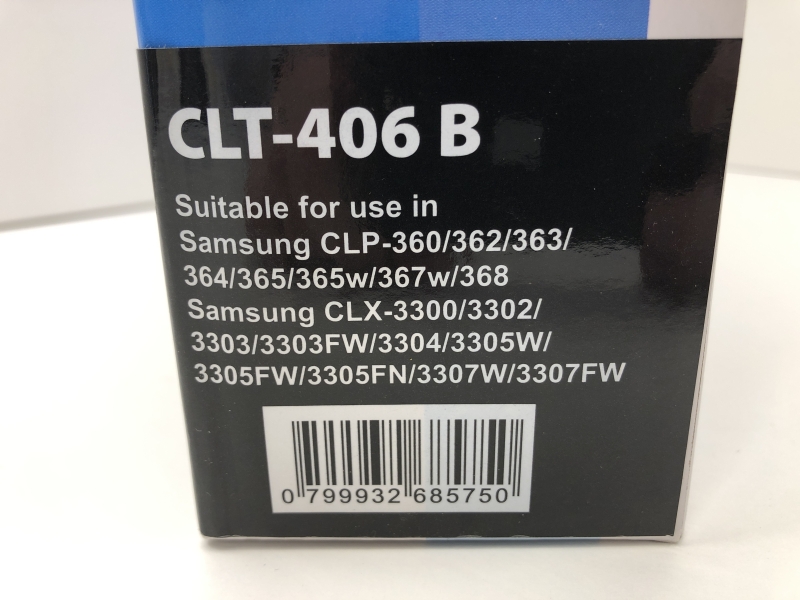 CLT-406 B
Suitable for use in
Samsung CLP-360/362/363/
364/365/365w/367w/368
Samsung CLX-3300/3302/
3303/3303FW/3304/3305W/
3305FW/3305FN/3307W/3307FW
0 799932 685750